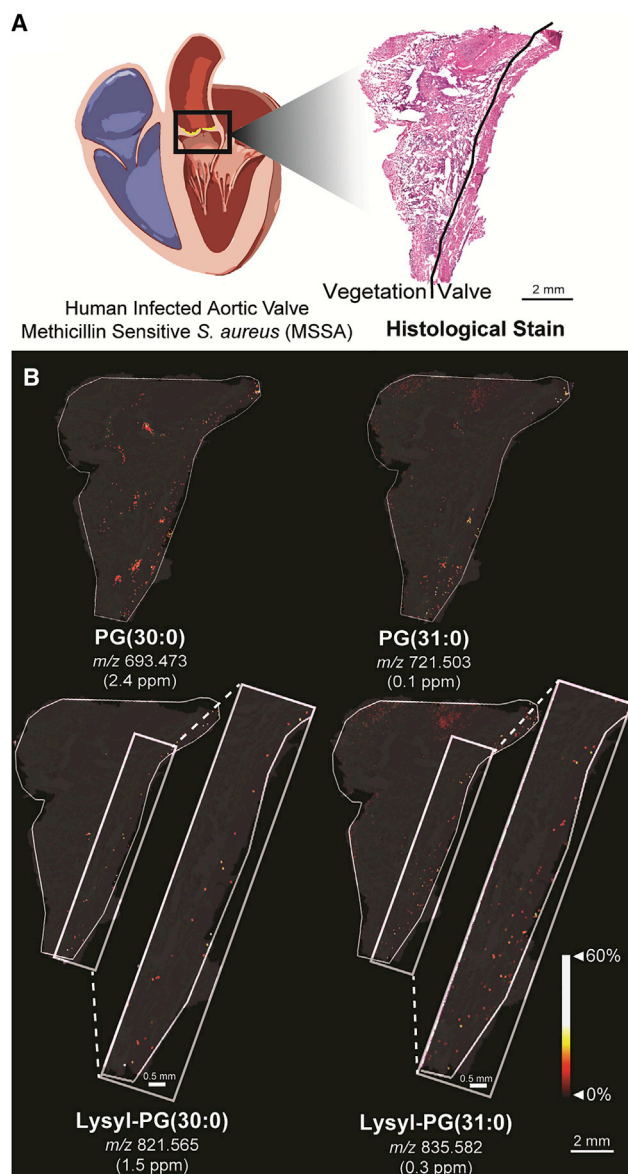 A
Vegetation Valve
2 mm
Human Infected Aortic Valve
Methicillin Sensitive S. aureus (MSSA)
Histological Stain
B
PG(30:0)
m/z 693.473
(2.4 ppm)
PG(31:0)
m/z 721.503
(0.1 ppm)
60%
0%
0.5 mm
0.5 mm
Lysyl-PG(30:0)
m/z 821.565
(1.5 ppm)
Lysyl-PG(31:0)
m/z 835.582
(0.3 ppm)
2 mm